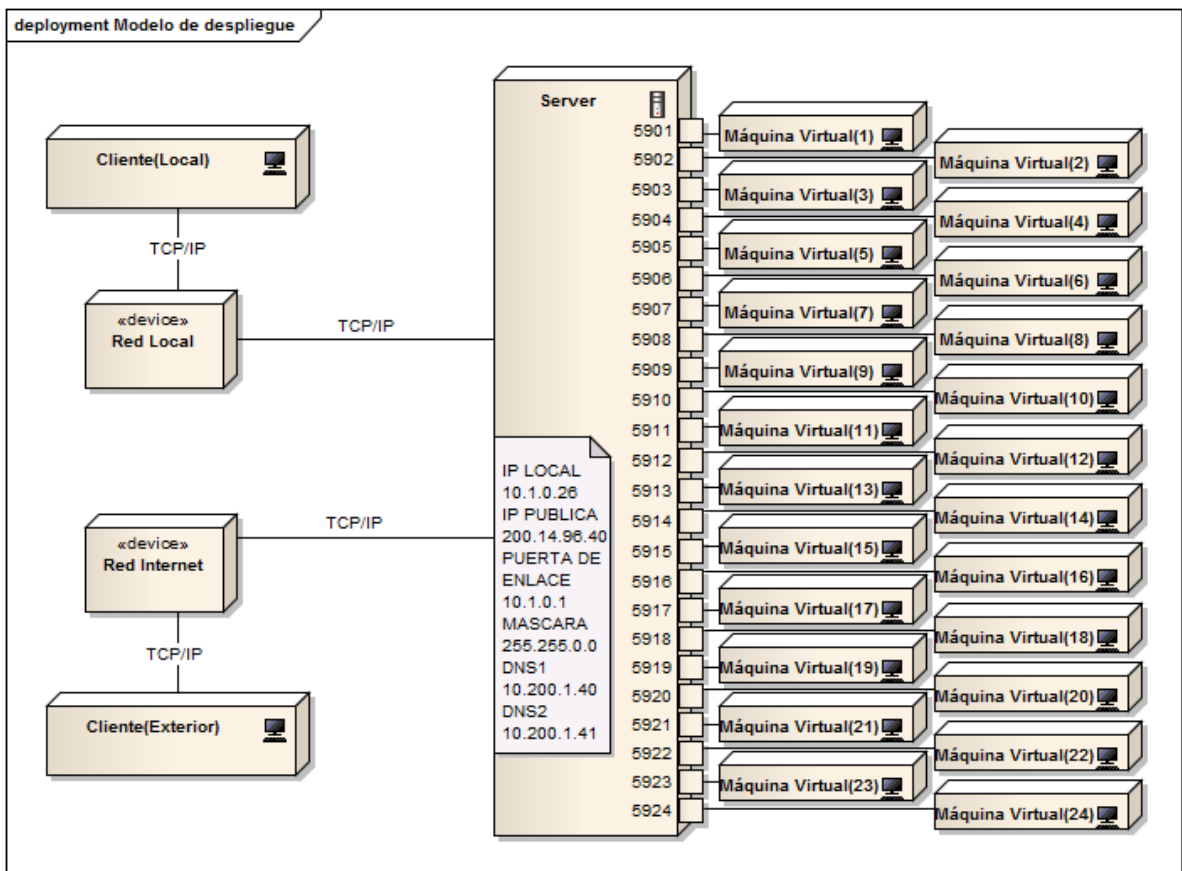 deployment Modelo de despliegue
Cliente(Local)
TCP/IP
«device»
Red Local
TCP/IP
«device»
Red Internet
TCP/IP
TCP/IP
Cliente(Exterior)
Server
IP LOCAL
10.1.0.26
IP PUBLICA
200.14.96.40
PUERTA DE
ENLACE
10.1.0.1
MASCARA
255.255.0.0
DNS1
10.200.1.40
DNS2
10.200.1.41
5901
Máquina Virtual(1)
5902
Máquina Virtual(2)
5903
Máquina Virtual(3)
5904
Máquina Virtual(4)
5905
Máquina Virtual(5)
5906
Máquina Virtual(6)
5907
Máquina Virtual(7)
5908
Máquina Virtual(8)
5909
Máquina Virtual(9)
5910
Máquina Virtual(10)
5911
Máquina Virtual(11)
5912
Máquina Virtual(12)
5913
Máquina Virtual(13)
5914
Máquina Virtual(14)
5915
Máquina Virtual(15)
5916
Máquina Virtual(16)
5917
Máquina Virtual(17)
5918
Máquina Virtual(18)
5919
Máquina Virtual(19)
5920
Máquina Virtual(20)
5921
Máquina Virtual(21)
5922
Máquina Virtual(22)
5923
Máquina Virtual(23)
5924
Máquina Virtual(24)